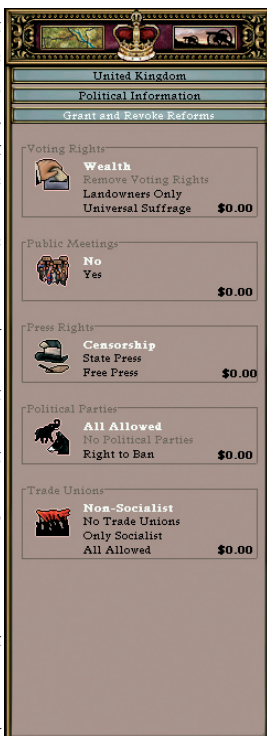 United Kingdom
Political Information
Grant and Revoke Reforms
Voting Rights
Wealth
Remove Voting Rights
Landowners Only
Universal Suffrage $0.00
Public Meetings
No
Yes
$0.00
Press Rights
Censorship
State Press
Free Press $0.00
Political Parties
All Allowed
No Political Parties
Right to Ban $0.00
Trade Unions
Non-Socialist
No Trade Unions
Only Socialist
All Allowed $0.00